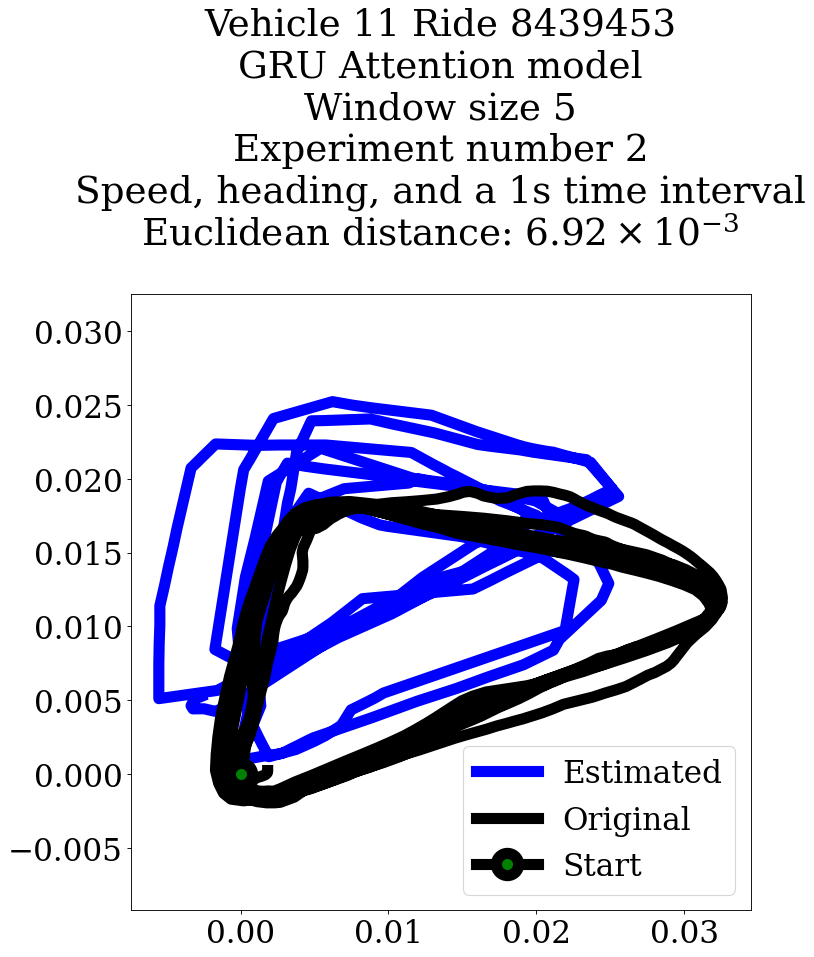 Vehicle 11 Ride 8439453
GRU Attention model
Window size 5
Experiment number 2
Speed, heading, and a 1s time interval
Euclidean distance: 6.92 × 10⁻³
0.030
0.025
0.020
0.015
0.010
0.005
0.000
−0.005
Estimated
Original
Start
0.00 0.01 0.02 0.03